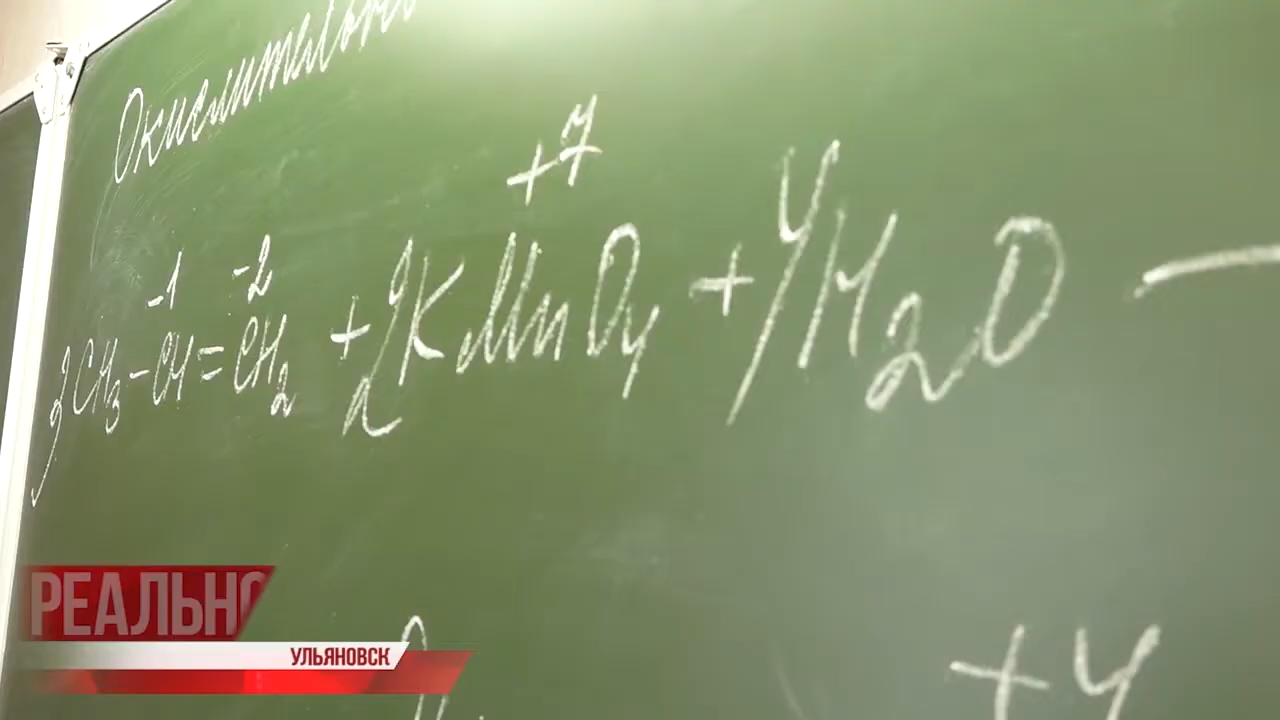 Окислительно
+7
-1 -2
3CH₃-CH=CH₂ +2KMnO₄ +4H₂O —
+4
РЕАЛЬНО
УЛЬЯНОВСК